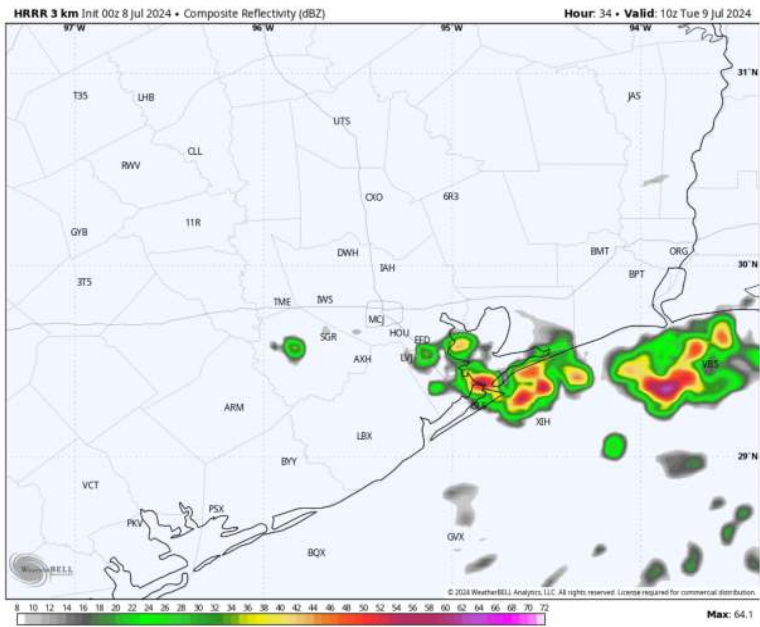 HRRR 3 km Init 00z 8 Jul 2024 • Composite Reflectivity (dBZ) Hour: 34 • Valid: 10z Tue 9 Jul 2024
97°W 96°W 95°W 94°W
31°N
T35 LHB JAS
UTS
CLL
RWV
CXO 6R3
11R
GYB
DWH BMT ORG
30°N
IAH
BPT
3T5
TME IWS
MCJ
HOU
SGR EFD
AXH LVJ VBS
ARM
XIH
LBX
BYY 29°N
VCT
PSX
PKV
GVX
BQX
WeatherBELL
© 2024 WeatherBELL Analytics, LLC. All rights reserved. License required for commercial distribution.
8 10 12 14 16 18 20 22 24 26 28 30 32 34 36 38 40 42 44 46 48 50 52 54 56 58 60 62 64 66 68 70 72 Max: 64.1